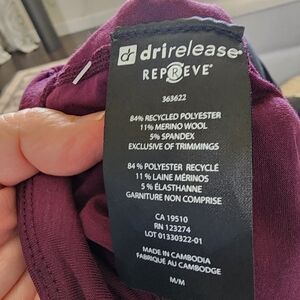 dr drirelease®
REPREVE®
363622
84% RECYCLED POLYESTER
11% MERINO WOOL
5% SPANDEX
EXCLUSIVE OF TRIMMINGS
84 % POLYESTER RECYCLÉ
11 % LAINE MÉRINOS
5 % ÉLASTHANNE
GARNITURE NON COMPRISE
CA 19510
RN 123274
LOT 01330322-01
MADE IN CAMBODIA
FABRIQUÉ AU CAMBODGE
M/M